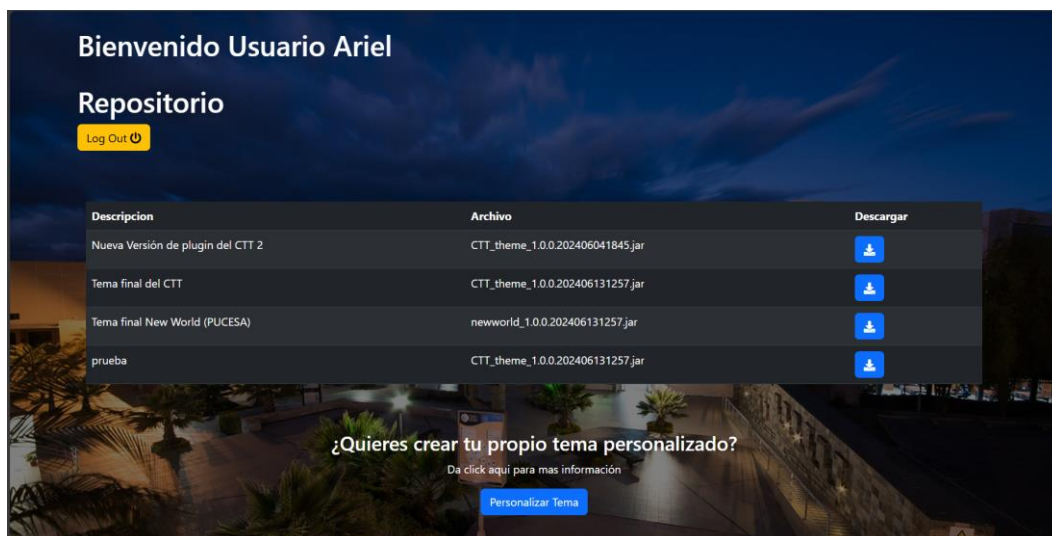 Bienvenido Usuario Ariel
Repositorio
Log Out
Descripcion Archivo Descargar
Nueva Versión de plugin del CTT 2 CTT_theme_1.0.0.202406041845.jar
Tema final del CTT CTT_theme_1.0.0.202406131257.jar
Tema final New World (PUCESA) newworld_1.0.0.202406131257.jar
prueba CTT_theme_1.0.0.202406131257.jar
¿Quieres crear tu propio tema personalizado?
Da click aqui para mas información
Personalizar Tema